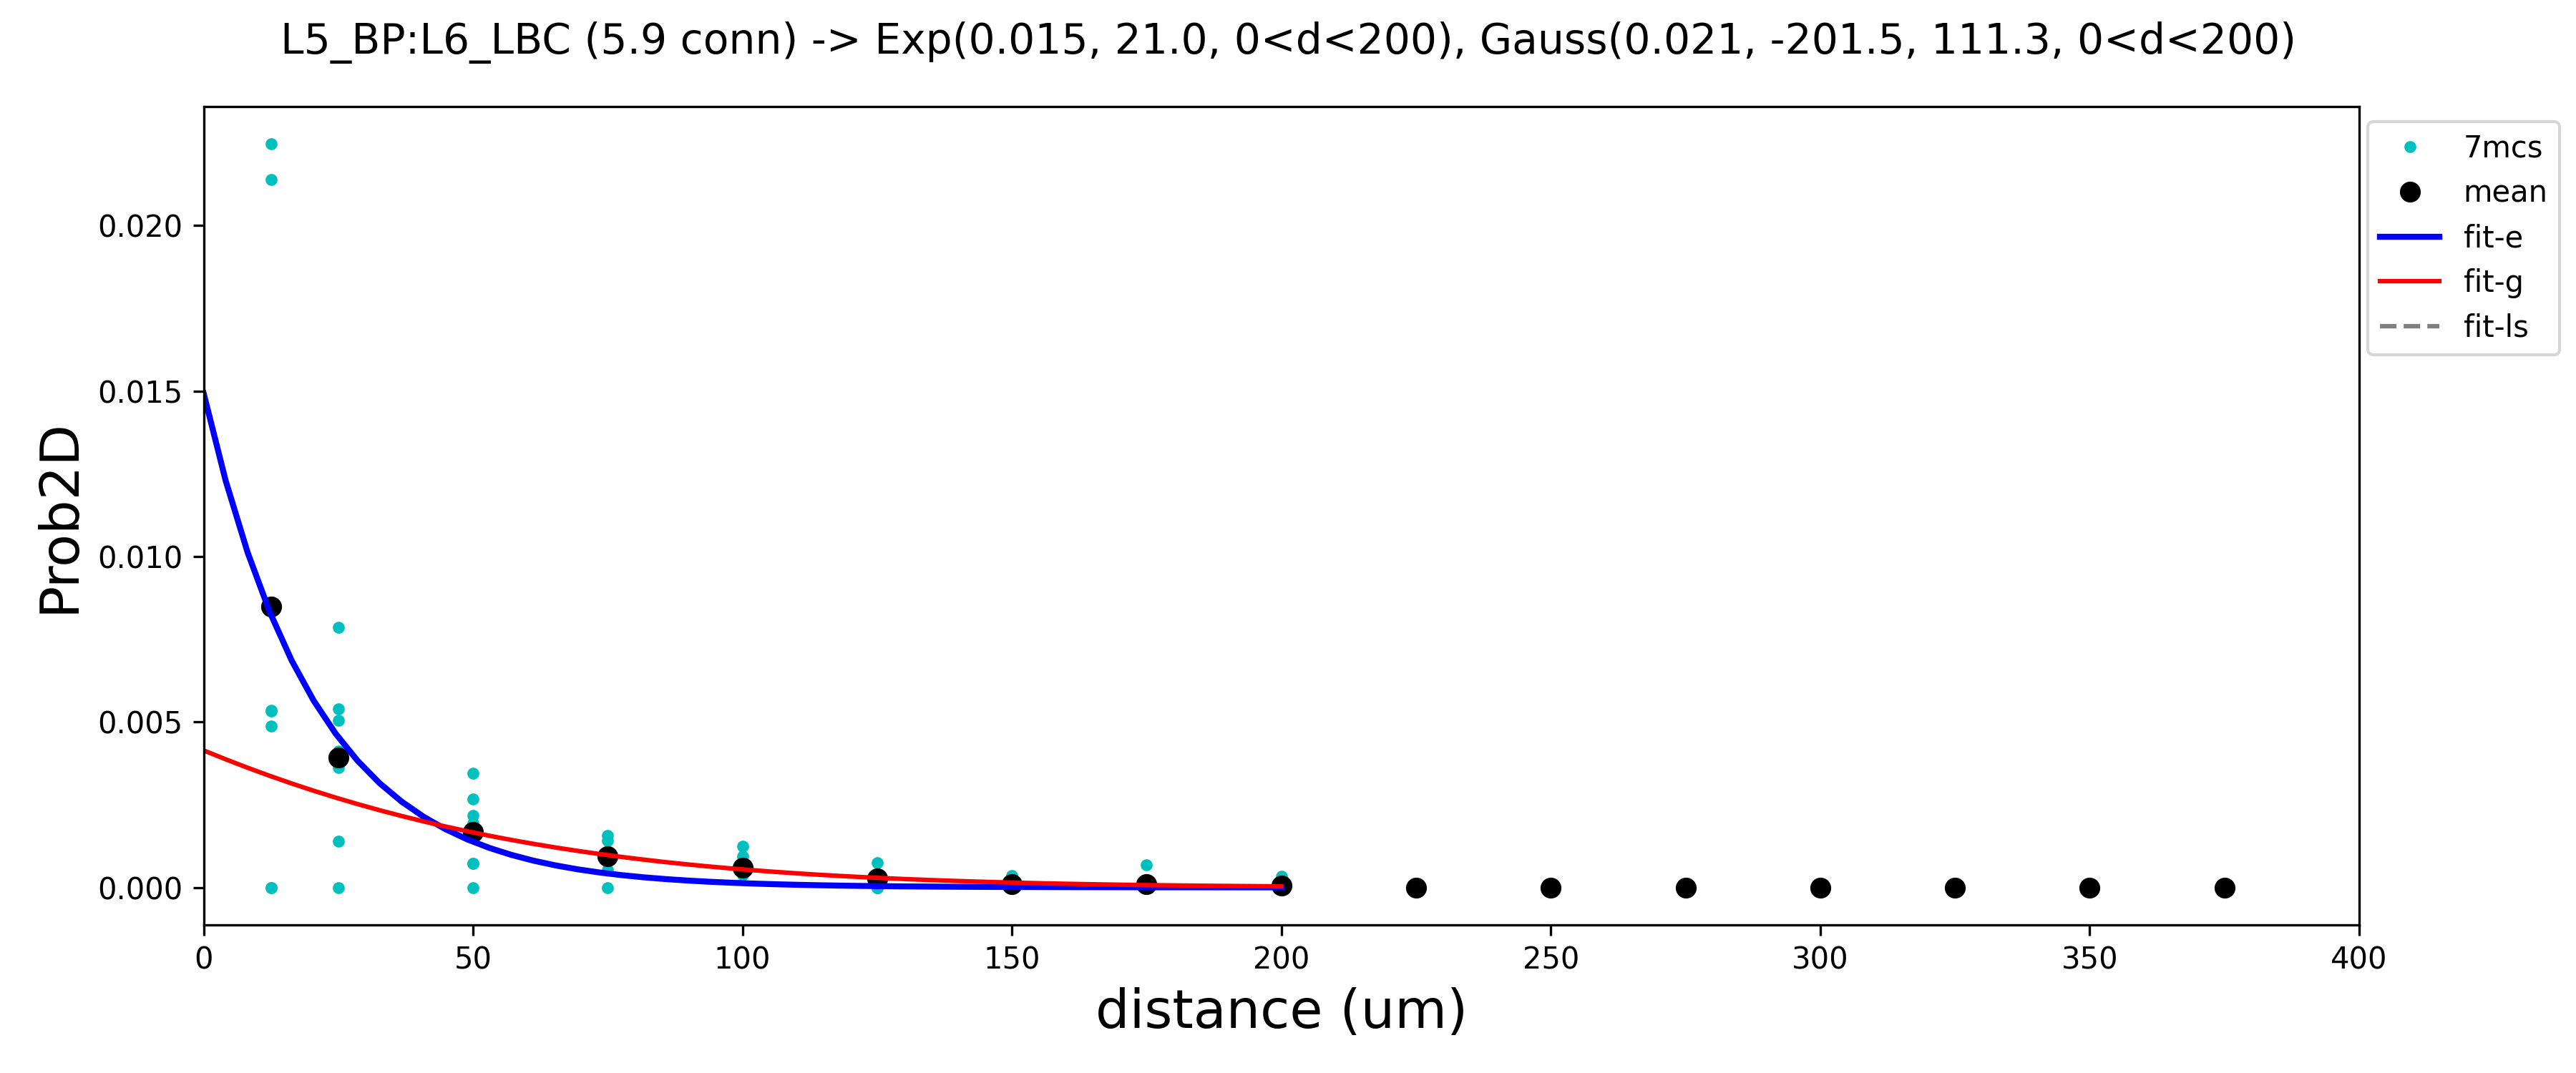 L5_BP:L6_LBC (5.9 conn) -> Exp(0.015, 21.0, 0<d<200), Gauss(0.021, -201.5, 111.3, 0<d<200)
7mcs
mean
fit-e
fit-g
fit-ls
Prob2D
0.020
0.015
0.010
0.005
0.000
0 50 100 150 200 250 300 350 400
distance (um)